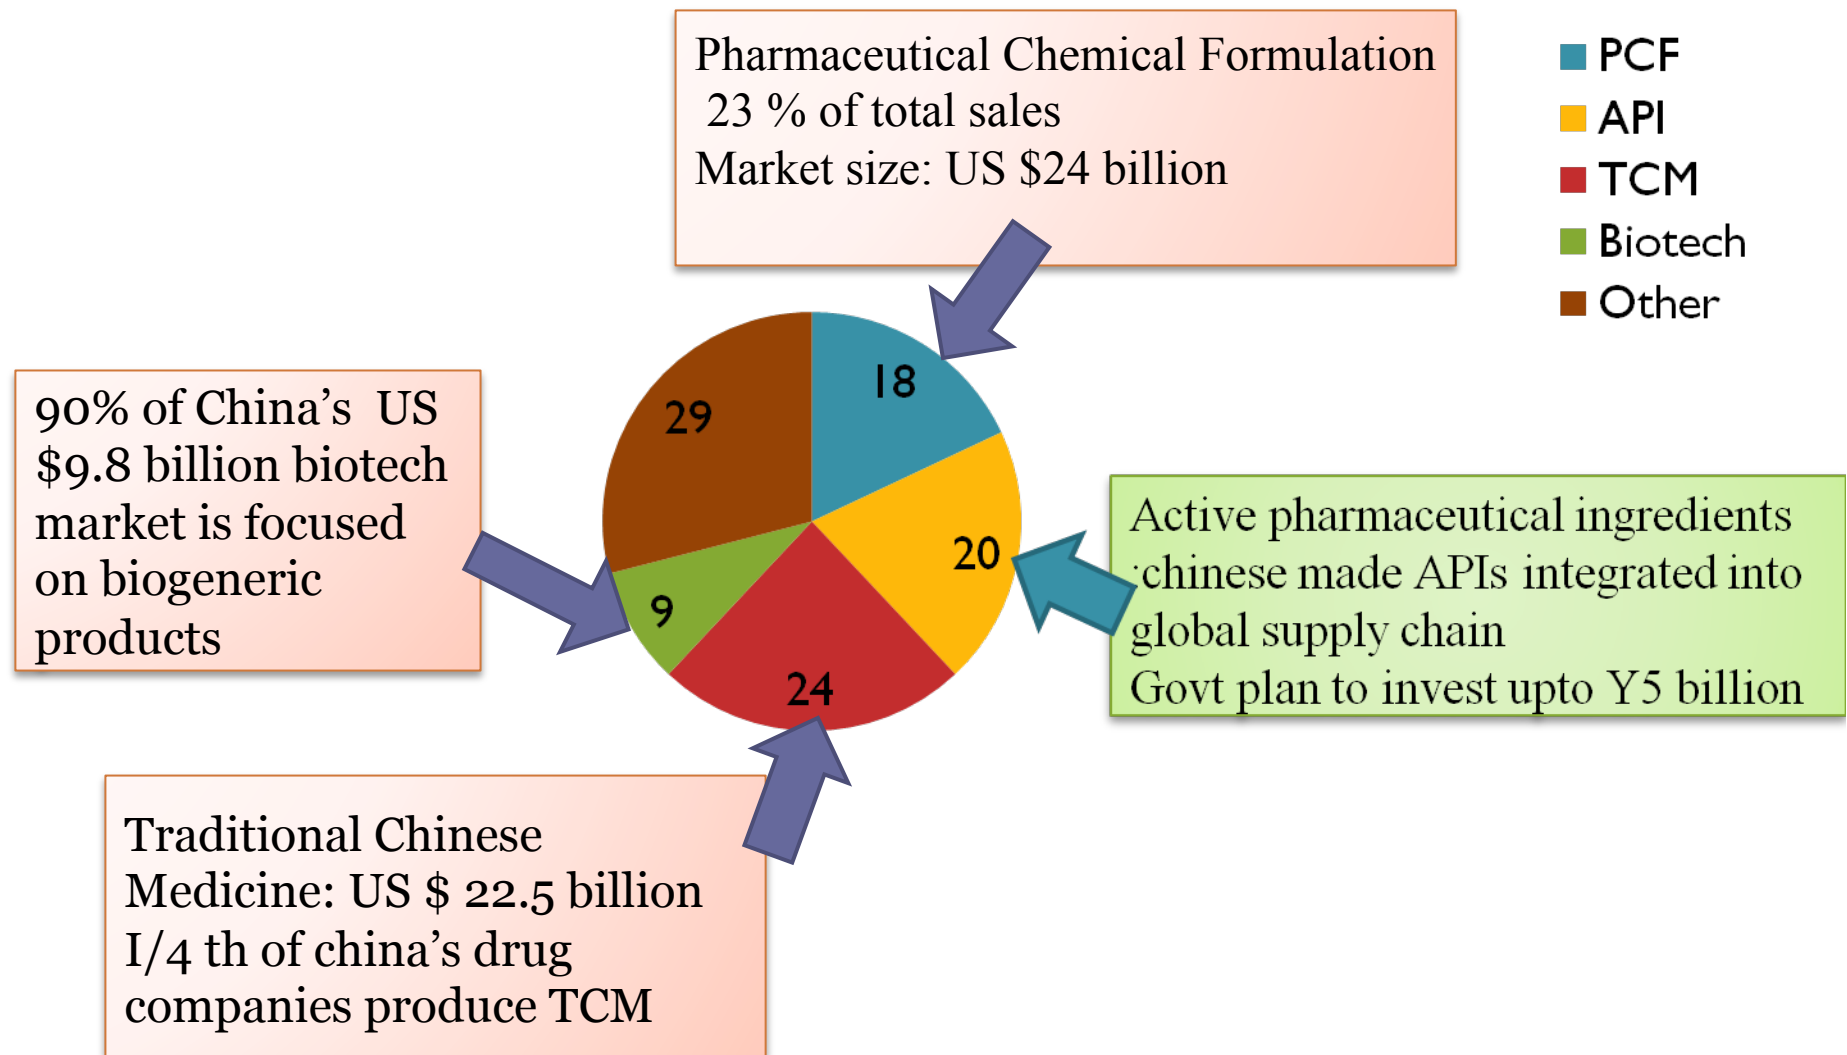 Pharmaceutical Chemical Formulation
23 % of total sales
Market size: US $24 billion
PCF
API
TCM
Biotech
Other
18
29
20
9
24
90% of China’s US
$9.8 billion biotech
market is focused
on biogeneric
products
Active pharmaceutical ingredients
:chinese made APIs integrated into
global supply chain
Govt plan to invest upto Y5 billion
Traditional Chinese
Medicine: US $ 22.5 billion
I/4 th of china’s drug
companies produce TCM